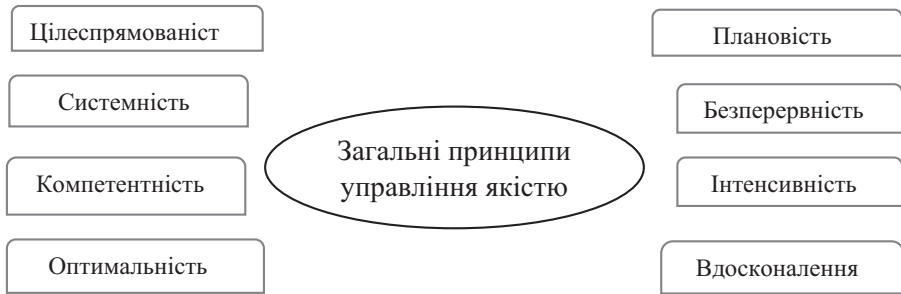 Цілеспрямованіст
Системність
Компетентність
Оптимальність
Загальні принципи
управління якістю
Плановість
Безперервність
Інтенсивність
Вдосконалення